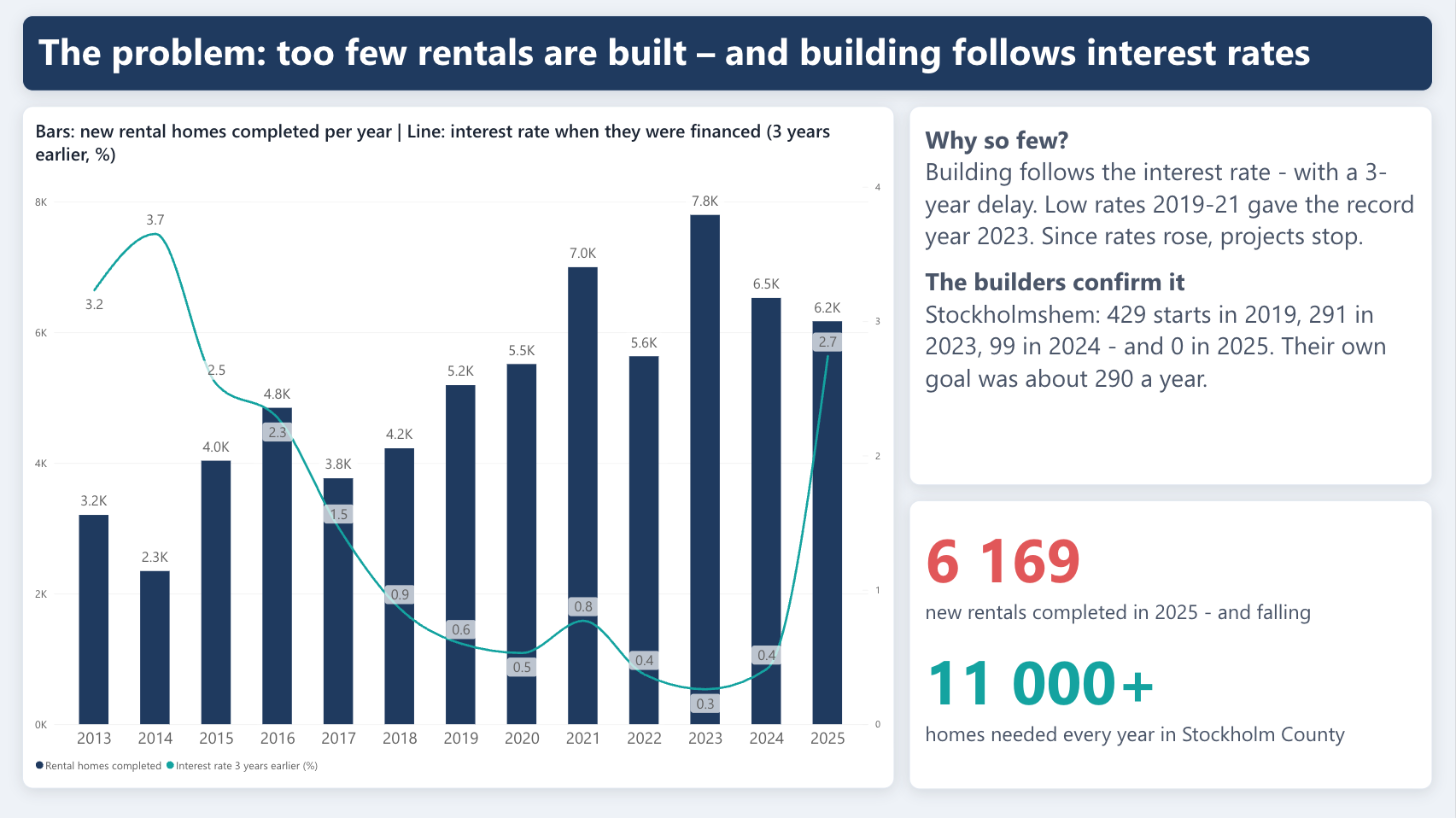 The problem: too few rentals are built – and building follows interest rates
Bars: new rental homes completed per year | Line: interest rate when they were financed (3 years
earlier, %)
8K
6K
4K
2K
0K
4
3
2
1
0
3.2K
2.3K
4.0K
4.8K
3.8K
4.2K
5.2K
5.5K
7.0K
5.6K
7.8K
6.5K
6.2K
3.2
3.7
2.5
2.3
1.5
0.9
0.6
0.5
0.8
0.4
0.3
0.4
2.7
2013 2014 2015 2016 2017 2018 2019 2020 2021 2022 2023 2024 2025
Rental homes completed Interest rate 3 years earlier (%)
Why so few?
Building follows the interest rate - with a 3-
year delay. Low rates 2019-21 gave the record
year 2023. Since rates rose, projects stop.
The builders confirm it
Stockholmshem: 429 starts in 2019, 291 in
2023, 99 in 2024 - and 0 in 2025. Their own
goal was about 290 a year.
6 169
new rentals completed in 2025 - and falling
11 000+
homes needed every year in Stockholm County